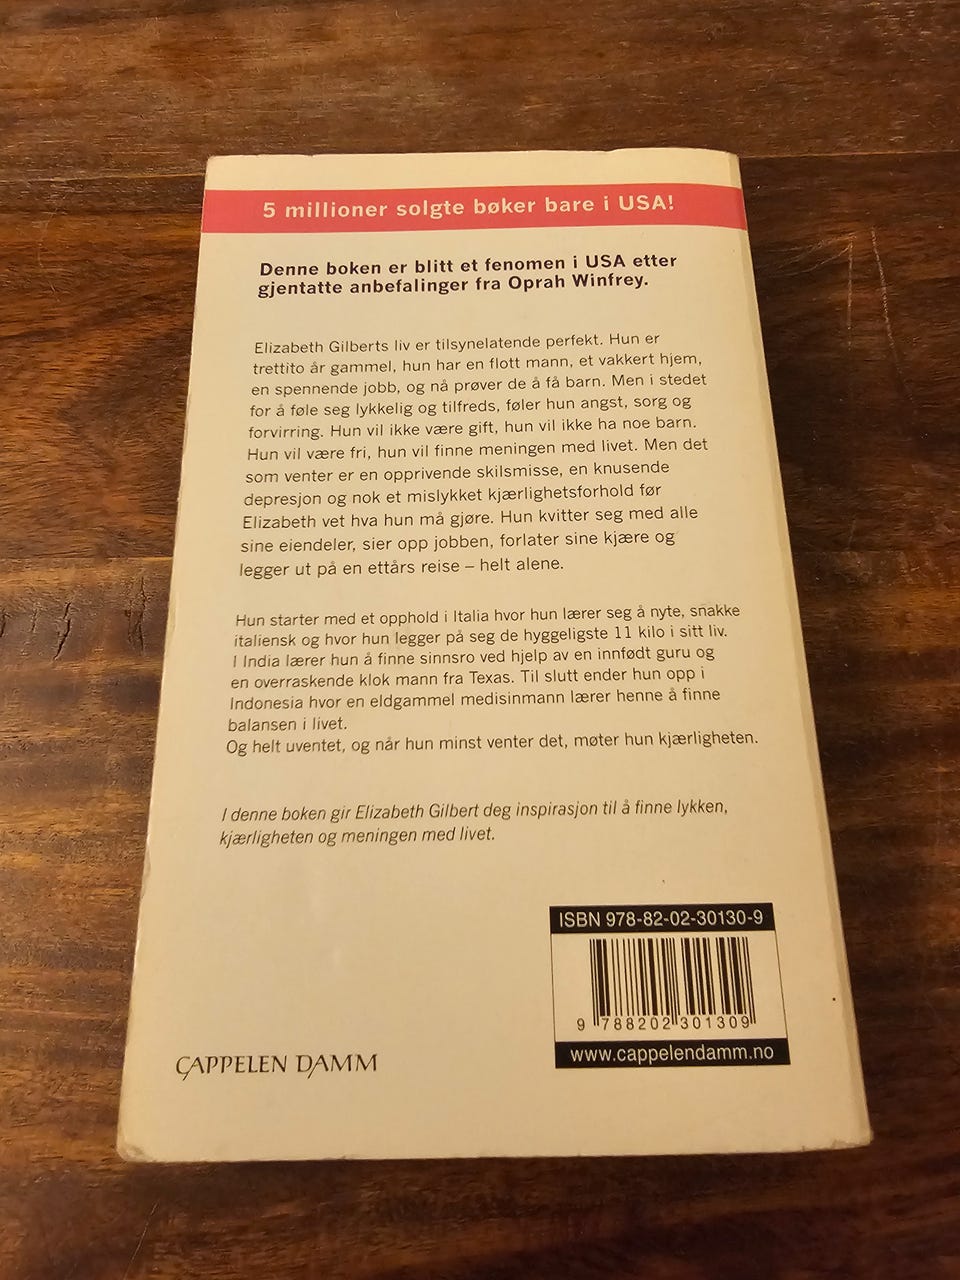 5 millioner solgte bøker bare i USA!
Denne boken er blitt et fenomen i USA etter
gjentatte anbefalinger fra Oprah Winfrey.
Elizabeth Gilberts liv er tilsynelatende perfekt. Hun er
trettito år gammel, hun har en flott mann, et vakkert hjem,
en spennende jobb, og nå prøver de å få barn. Men i stedet
for å føle seg lykkelig og tilfreds, føler hun angst, sorg og
forvirring. Hun vil ikke være gift, hun vil ikke ha noe barn.
Hun vil være fri, hun vil finne meningen med livet. Men det
som venter er en opprivende skilsmisse, en knusende
depresjon og nok et mislykket kjærlighetsforhold før
Elizabeth vet hva hun må gjøre. Hun kvitter seg med alle
sine eiendeler, sier opp jobben, forlater sine kjære og
legger ut på en ettårs reise – helt alene.
Hun starter med et opphold i Italia hvor hun lærer seg å nyte, snakke
italiensk og hvor hun legger på seg de hyggeligste 11 kilo i sitt liv.
I India lærer hun å finne sinnsro ved hjelp av en innfødt guru og
en overraskende klok mann fra Texas. Til slutt ender hun opp i
Indonesia hvor en eldgammel medisinmann lærer henne å finne
balansen i livet.
Og helt uventet, og når hun minst venter det, møter hun kjærligheten.
I denne boken gir Elizabeth Gilbert deg inspirasjon til å finne lykken,
kjærligheten og meningen med livet.
ISBN 978-82-02-30130-9
9 788202 301309
www.cappelendamm.no
CAPPELEN DAMM